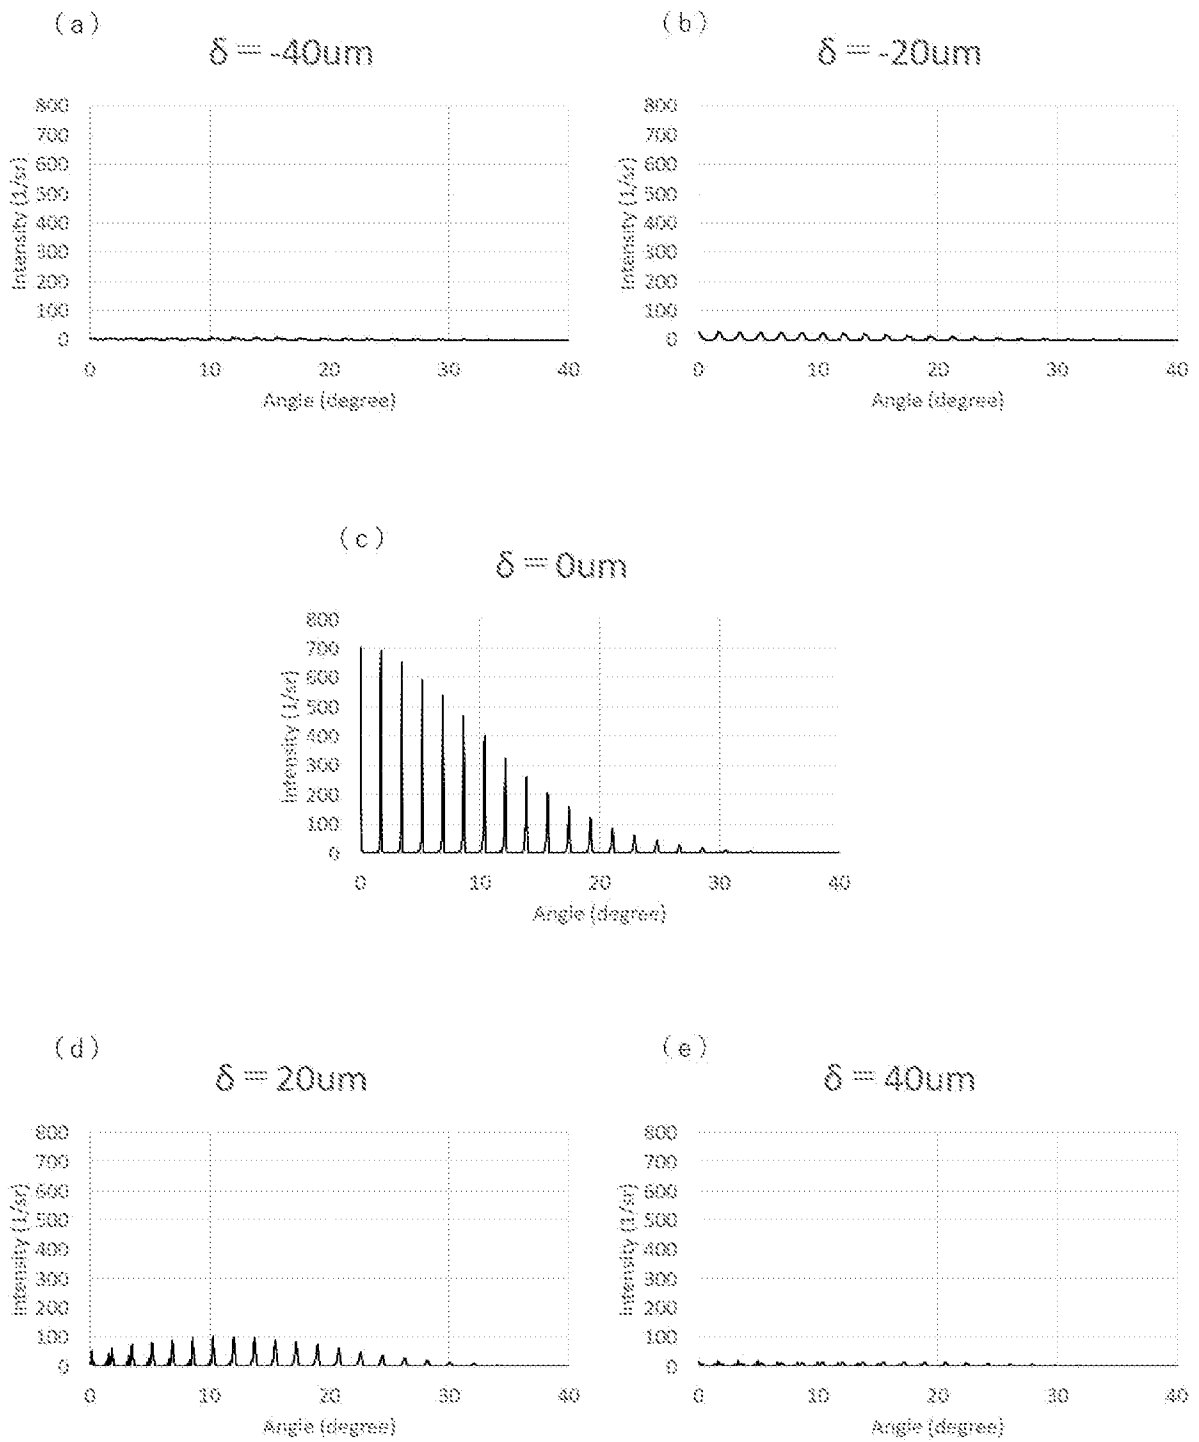 (a)
δ = -40um
800
700
600
500
400
300
200
100
0
Intensity (1/sr)
0 10 20 30 40
Angle (degree)
(b)
δ = -20um
800
700
600
500
400
300
200
100
0
Intensity (1/sr)
0 10 20 30 40
Angle (degree)
(c)
δ = 0um
800
700
600
500
400
300
200
100
0
Intensity (1/sr)
0 10 20 30 40
Angle (degree)
(d)
δ = 20um
800
700
600
500
400
300
200
100
0
Intensity (1/sr)
0 10 20 30 40
Angle (degree)
(e)
δ = 40um
800
700
600
500
400
300
200
100
0
Intensity (1/sr)
0 10 20 30 40
Angle (degree)